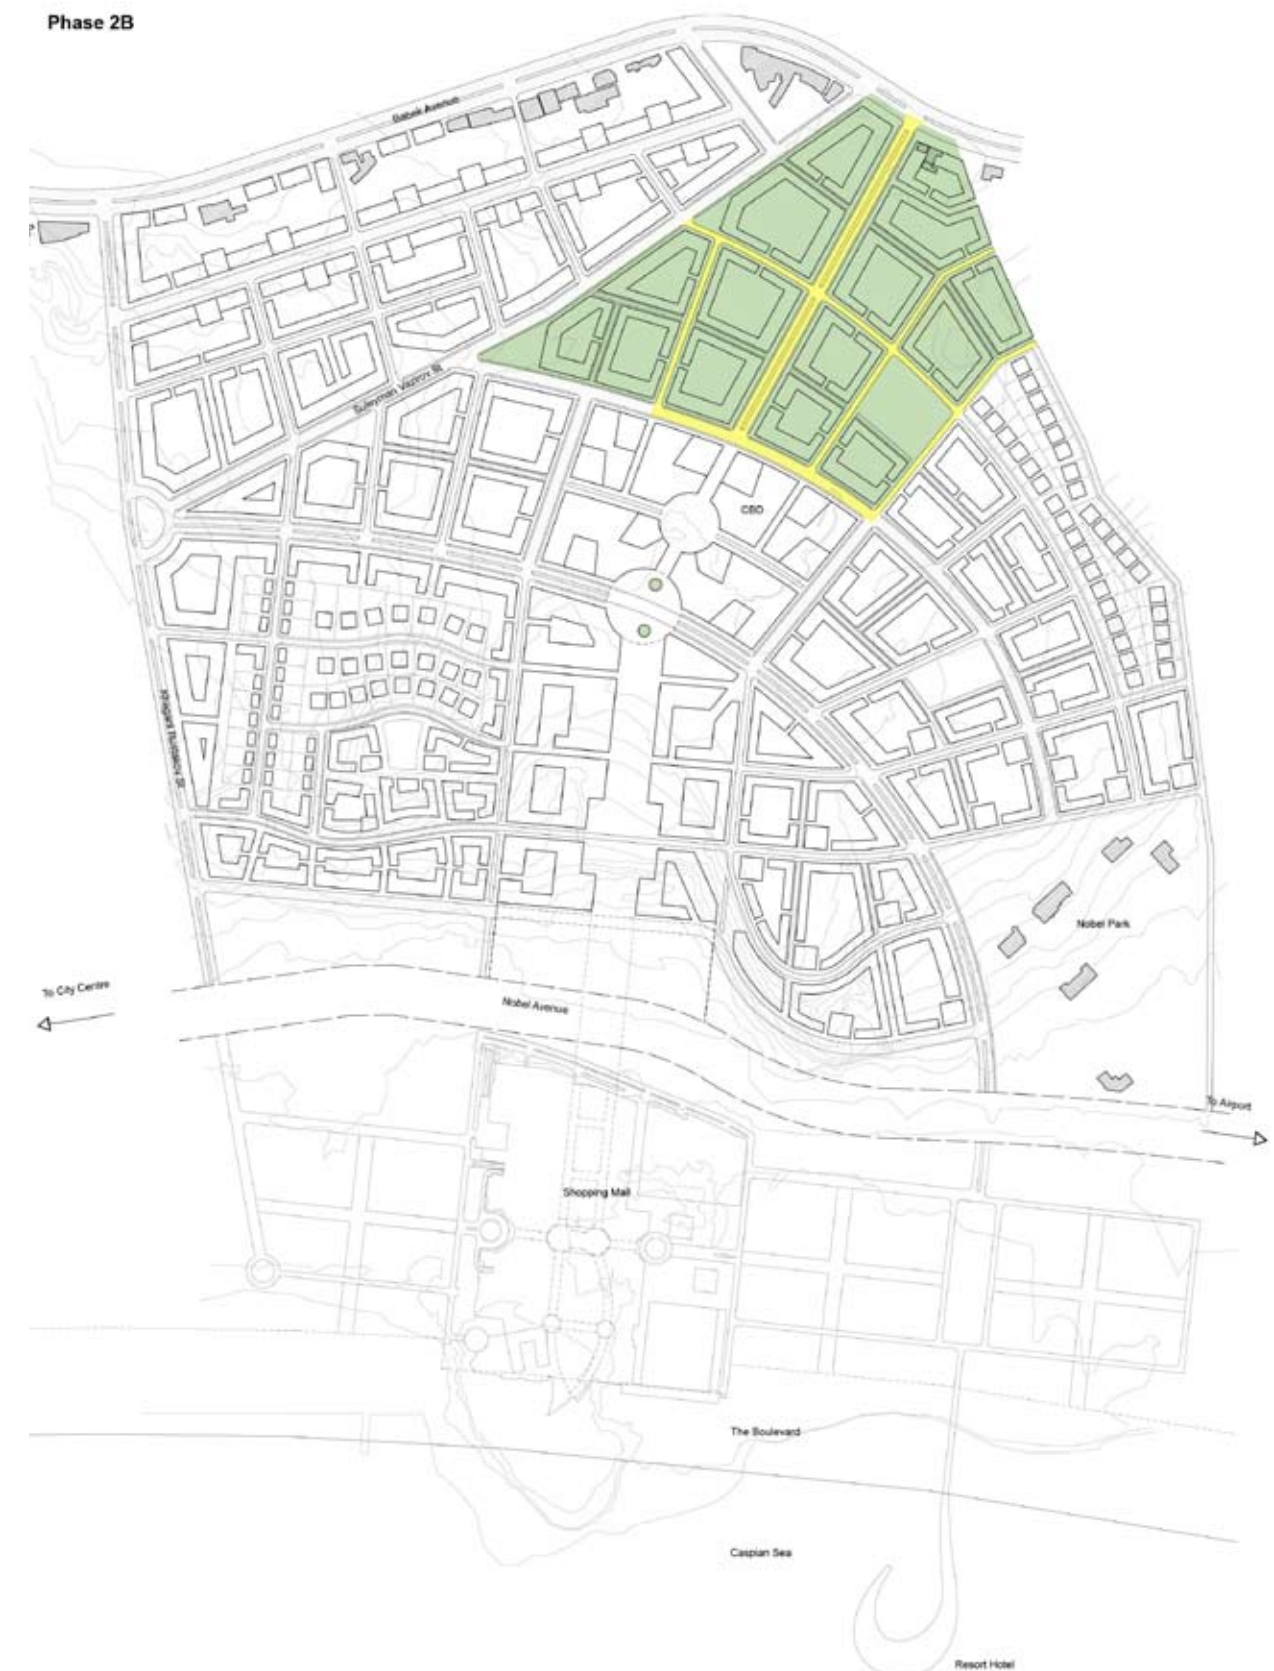 Phase 2B
Babek Avenue
Suleyman Vazirov St
CBD
Nobel Park
To City Centre
Nobel Avenue
To Airport
Shopping Mall
The Boulevard
Caspian Sea
Resort Hotel